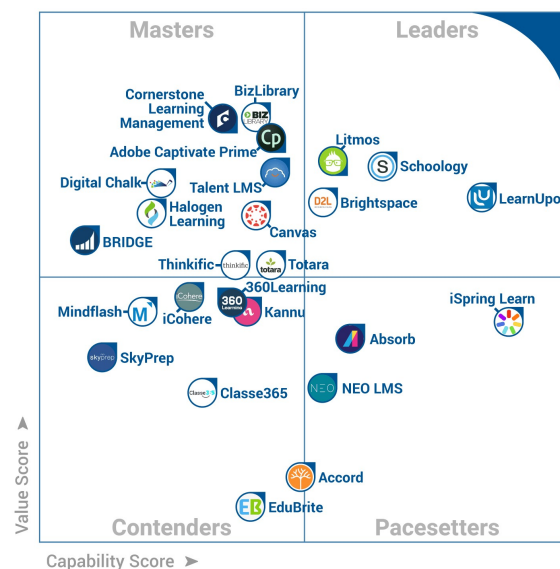 Masters
Leaders
Cornerstone
Learning
Management
BizLibrary
BIZ
LIBRARY
Adobe Captivate Prime
Cp
Litmos
S
Schoology
Digital Chalk
Talent LMS
D2L
Brightspace
LearnUpo
Halogen
Learning
Canvas
BRIDGE
Thinkific
thinkific
totara
Totara
360Learning
iSpring Learn
Mindflash
M
iCohere
iCohere
360
Learning
Kannu
Absorb
skyprep
SkyPrep
Classe365
NEO
NEO LMS
Accord
EB
EduBrite
Contenders
Pacesetters
Value Score
Capability Score